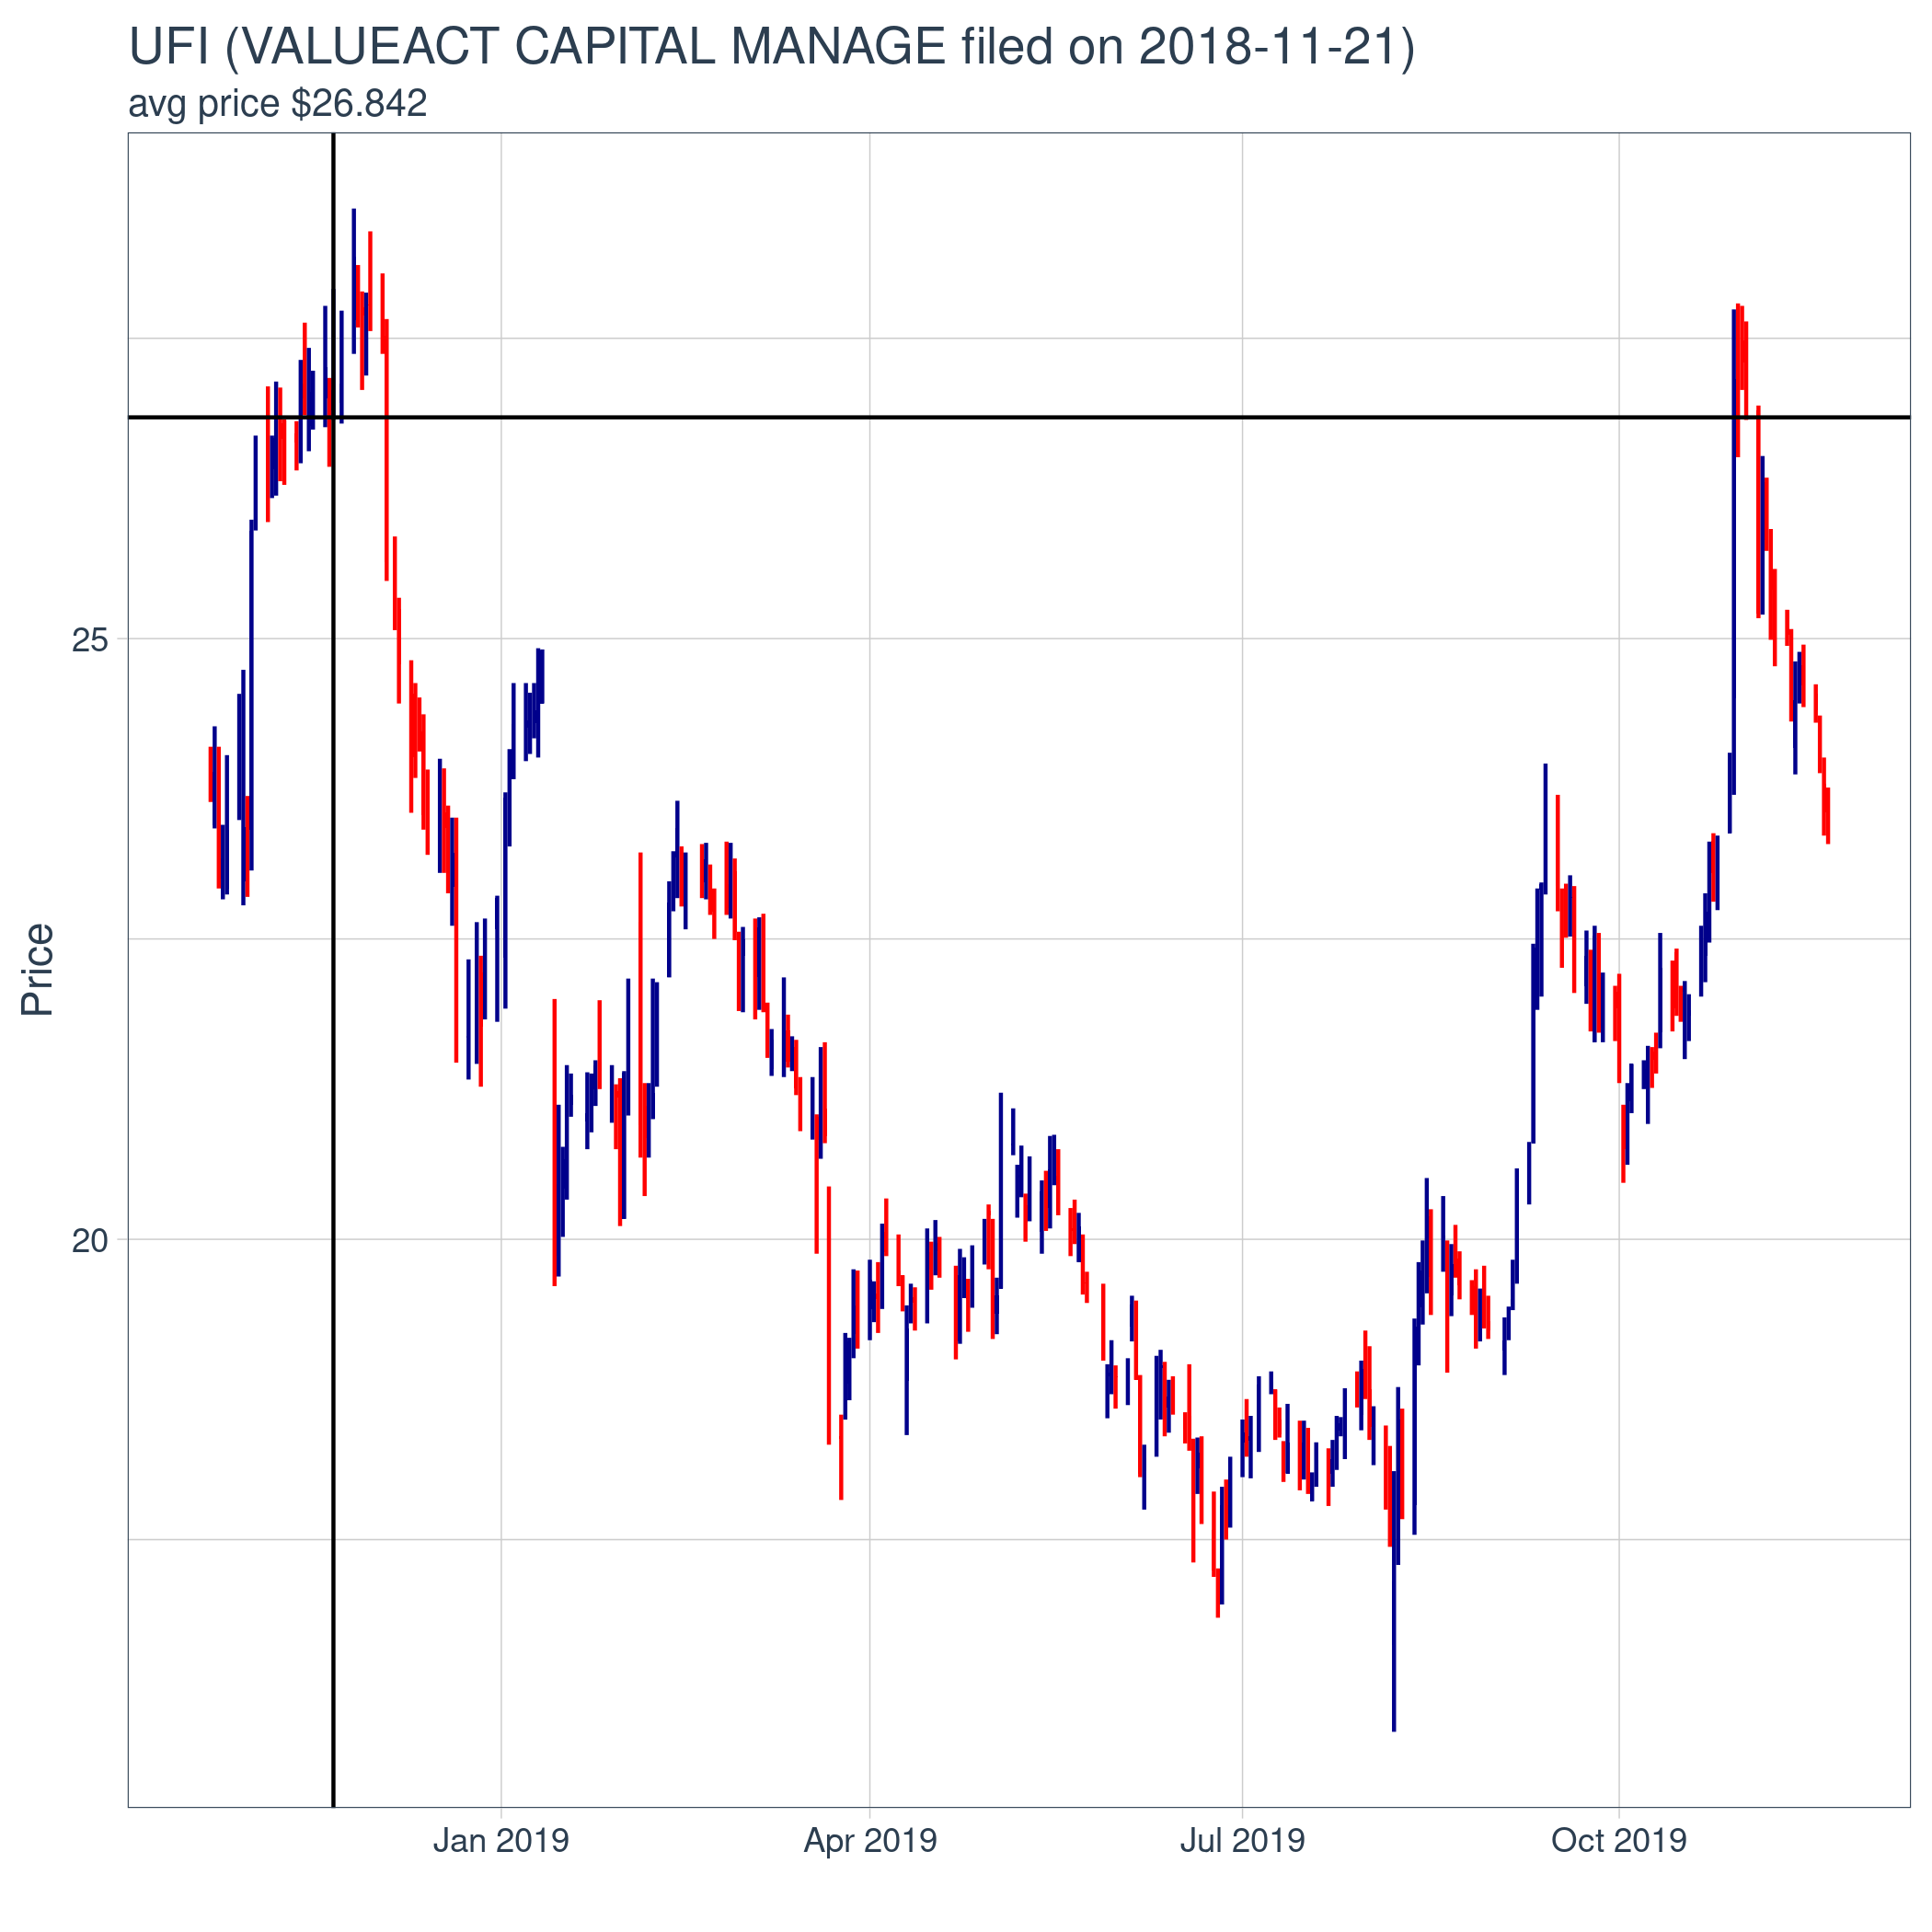 UFI (VALUEACT CAPITAL MANAGE filed on 2018-11-21)
avg price $26.842
25
Price
20
Jan 2019 Apr 2019 Jul 2019 Oct 2019